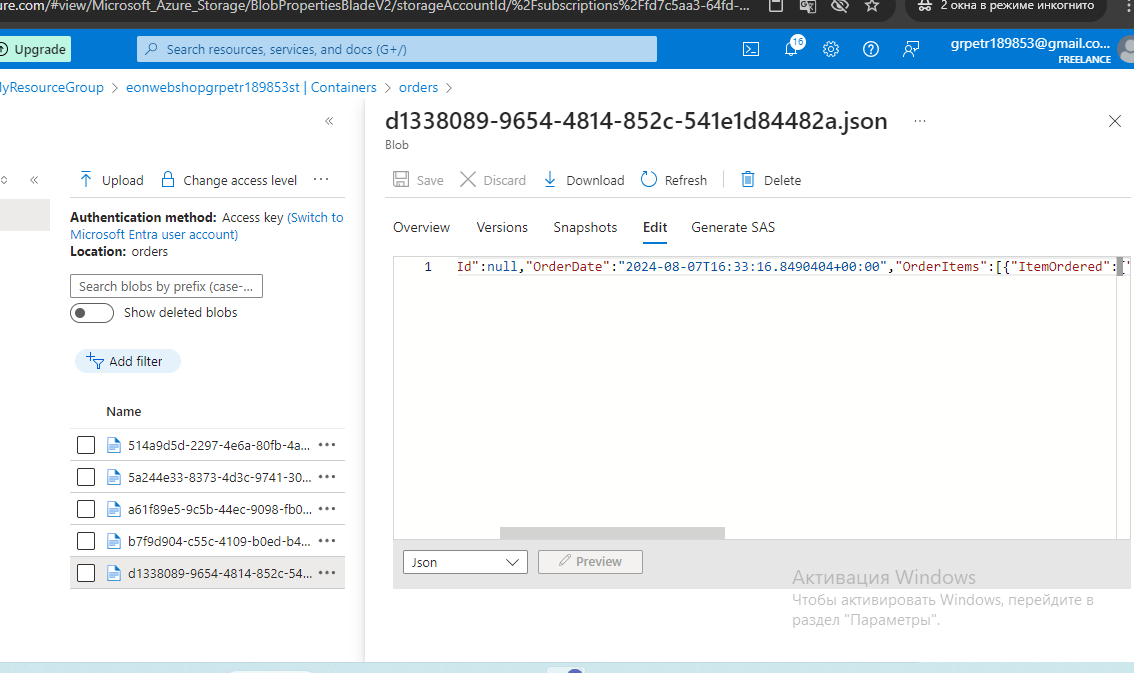 ure.com/#view/Microsoft_Azure_Storage/BlobPropertiesBladeV2/storageAccountId/%2Fsubscriptions%2Ffd7c5aa3-64fd-...
2 окна в режиме инкогнито
Upgrade
Search resources, services, and docs (G+/)
16
grpetr189853@gmail.co...
FREELANCE
lyResourceGroup > eonwebshopgrpetr189853st | Containers > orders >
d1338089-9654-4814-852c-541e1d84482a.json ...
Blob
Upload
Change access level
Save
Discard
Download
Refresh
Delete
Authentication method: Access key (Switch to
Microsoft Entra user account)
Location: orders
Search blobs by prefix (case-...
Show deleted blobs
Add filter
Name
514a9d5d-2297-4e6a-80fb-4a...
5a244e33-8373-4d3c-9741-30...
a61f89e5-9c5b-44ec-9098-fb0...
b7f9d904-c55c-4109-b0ed-b4...
d1338089-9654-4814-852c-54...
Overview
Versions
Snapshots
Edit
Generate SAS
1 Id":null,"OrderDate":"2024-08-07T16:33:16.8490404+00:00","OrderItems":[{"ItemOrdered":{"
Json
Preview
Активация Windows
Чтобы активировать Windows, перейдите в
раздел "Параметры".